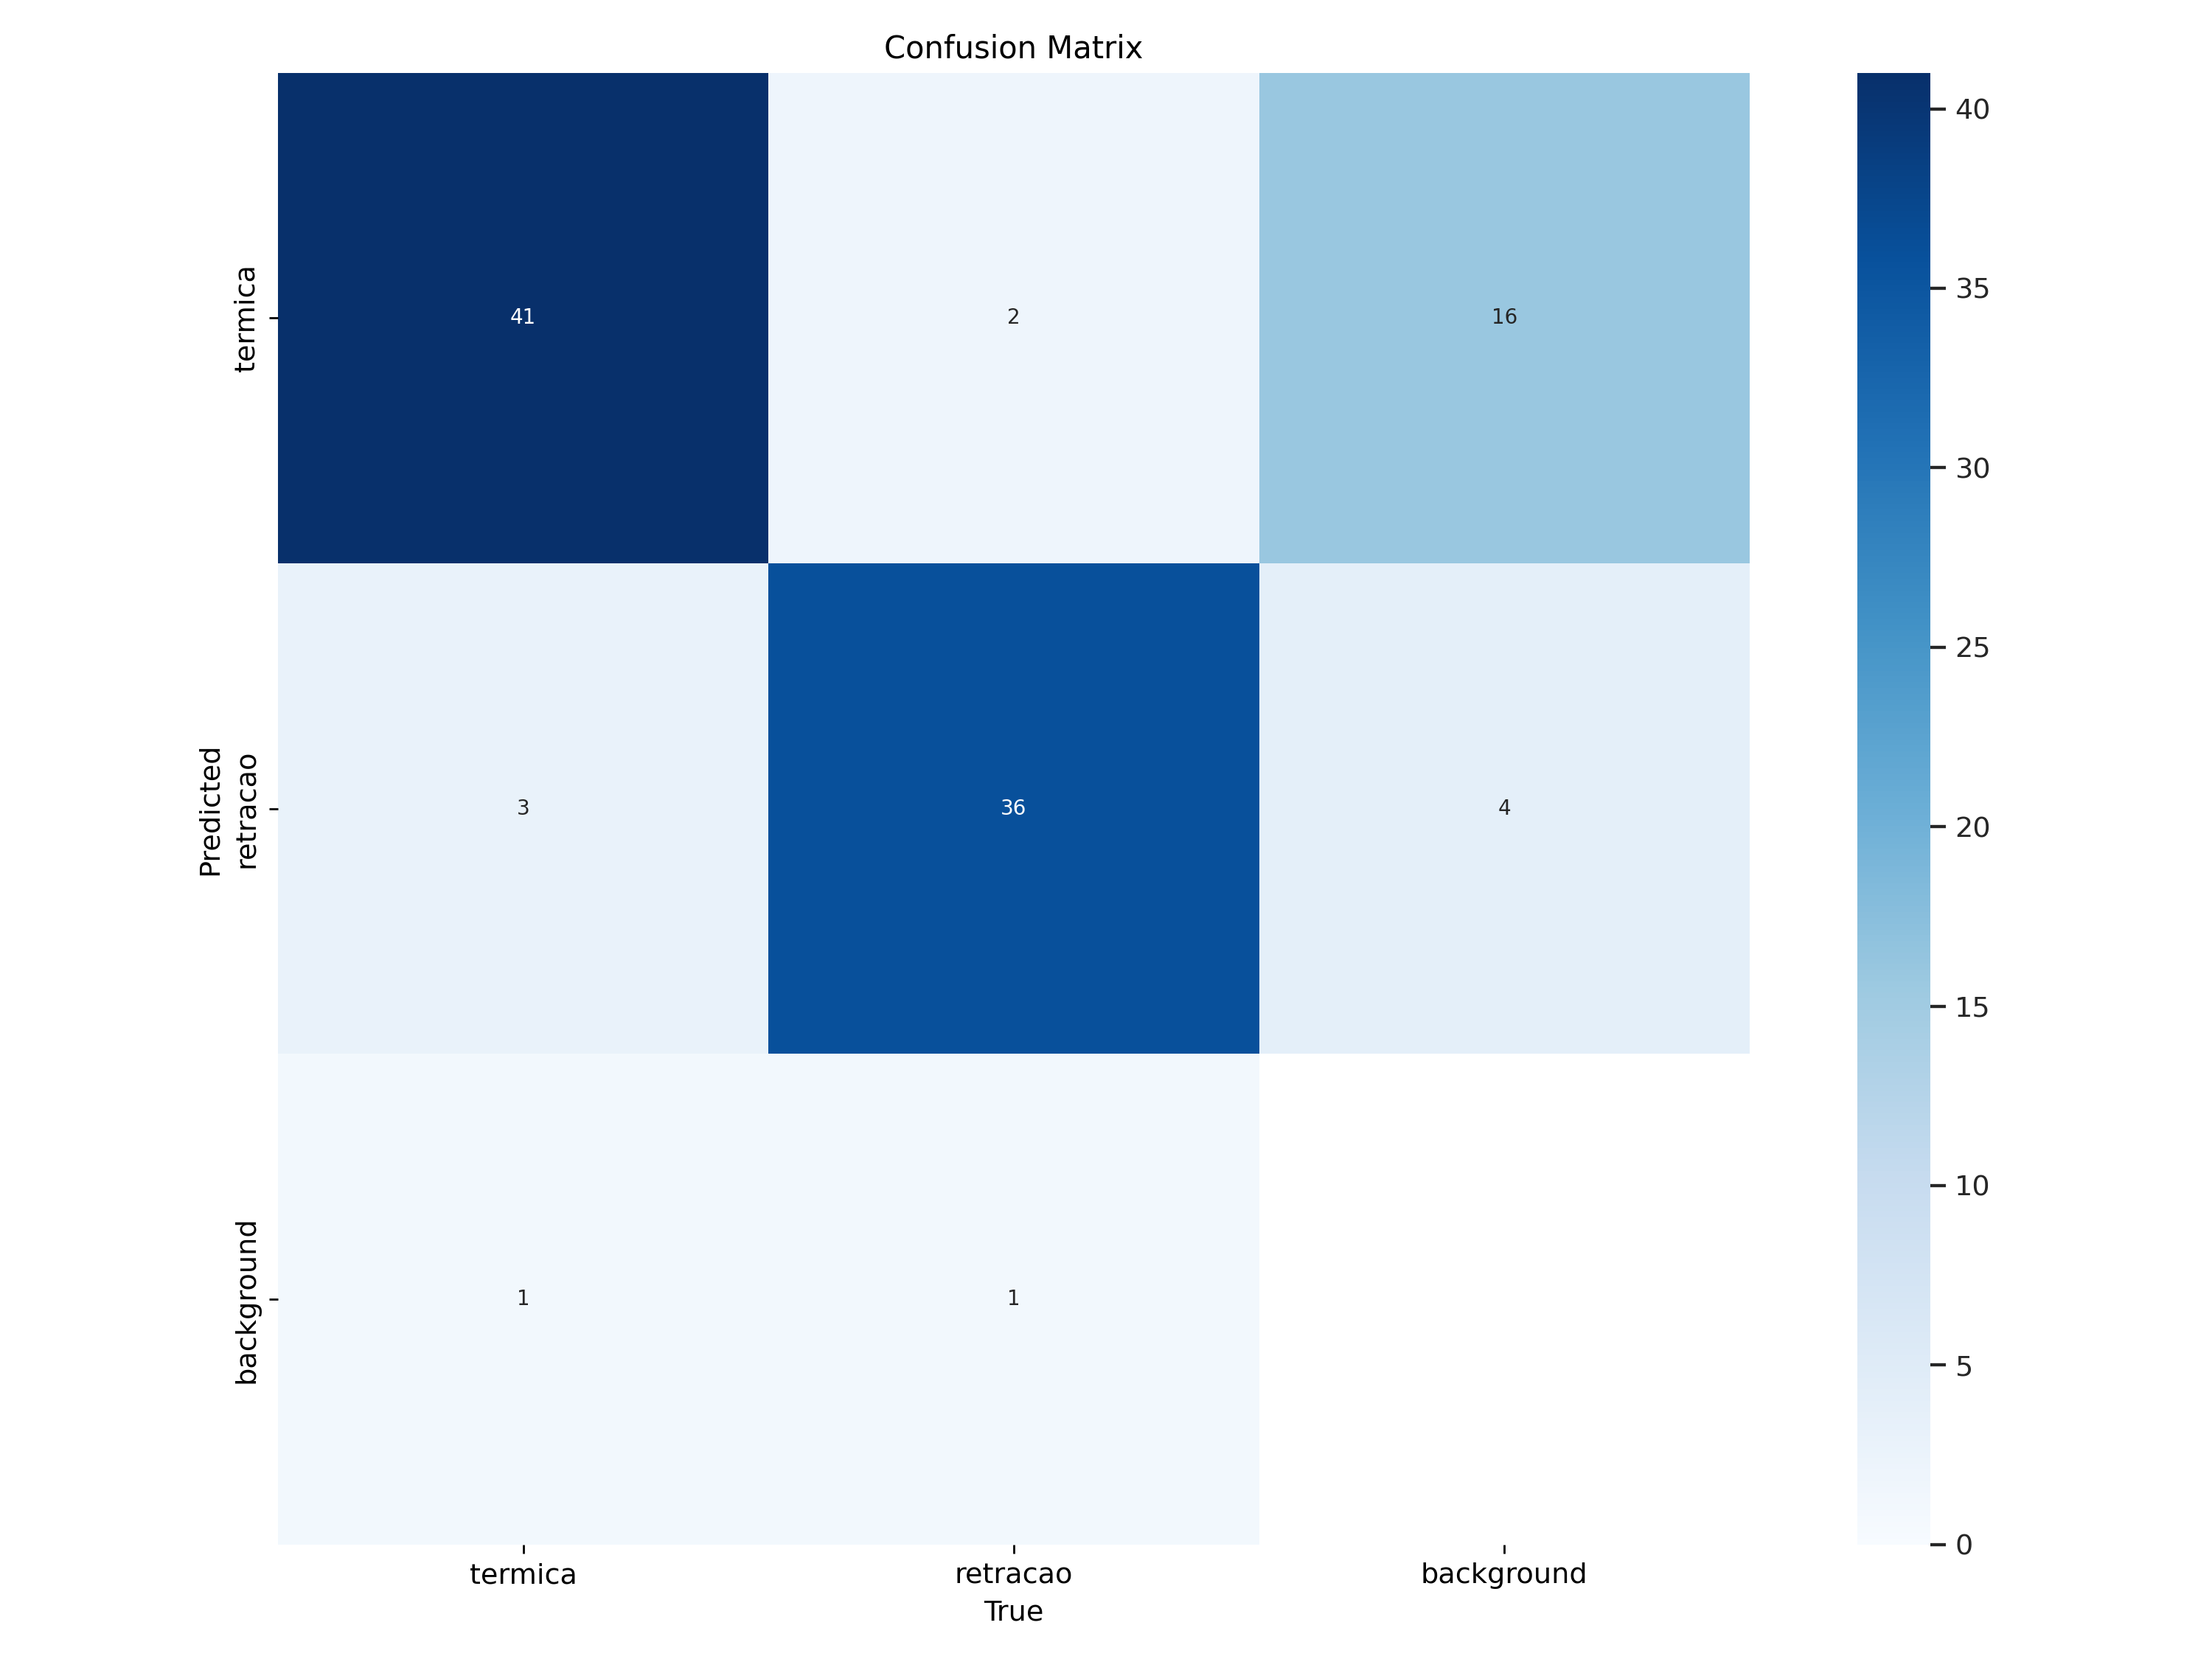 Confusion Matrix
termica
41
2
16
40
35
30
25
20
15
10
5
0
Predicted
retracao
3
36
4
background
1
1
termica
retracao
background
True